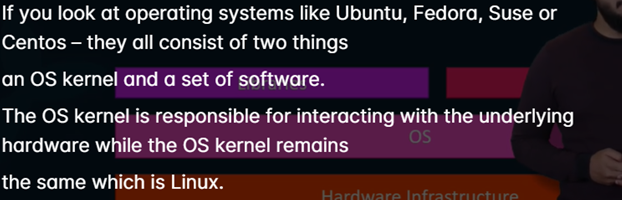 If you look at operating systems like Ubuntu, Fedora, Suse or
Centos – they all consist of two things
an OS kernel and a set of software.
Libraries
The OS kernel is responsible for interacting with the underlying
OS
hardware while the OS kernel remains
the same which is Linux.
Hardware Infrastructure